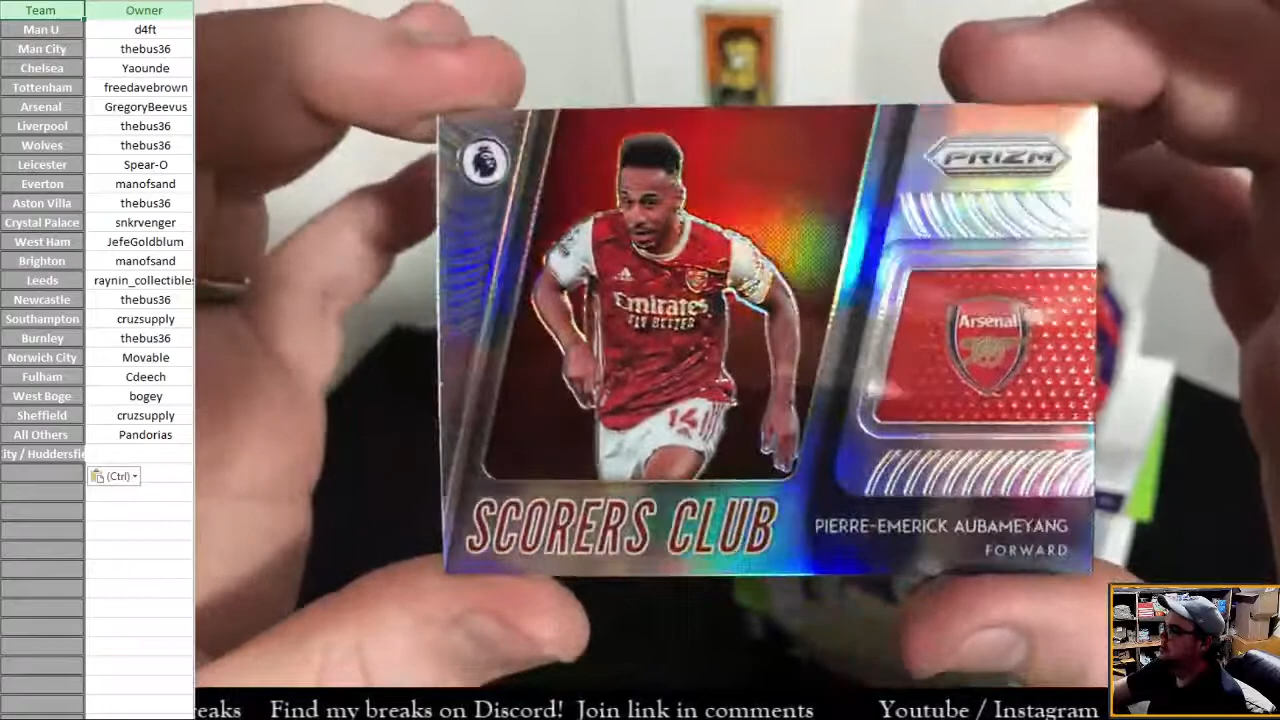 Team Owner
Man U d4ft
Man City thebus36
Chelsea Yaounde
Tottenham freedavebrown
Arsenal GregoryBeevus
Liverpool thebus36
Wolves thebus36
Leicester Spear-O
Everton manofsand
Aston Villa thebus36
Crystal Palace snkrvenger
West Ham JefeGoldblum
Brighton manofsand
Leeds raynin_collectibles
Newcastle thebus36
Southampton cruzsupply
Burnley thebus36
Norwich City Movable
Fulham Cdeech
West Boge bogey
Sheffield cruzsupply
All Others Pandorias
ity / Huddersfie
(Ctrl)
PRIZM
Emirates
FLY BETTER
14
Arsenal
SCORERS CLUB
PIERRE-EMERICK AUBAMEYANG
FORWARD
reaks Find my breaks on Discord! Join link in comments Youtube / Instagram